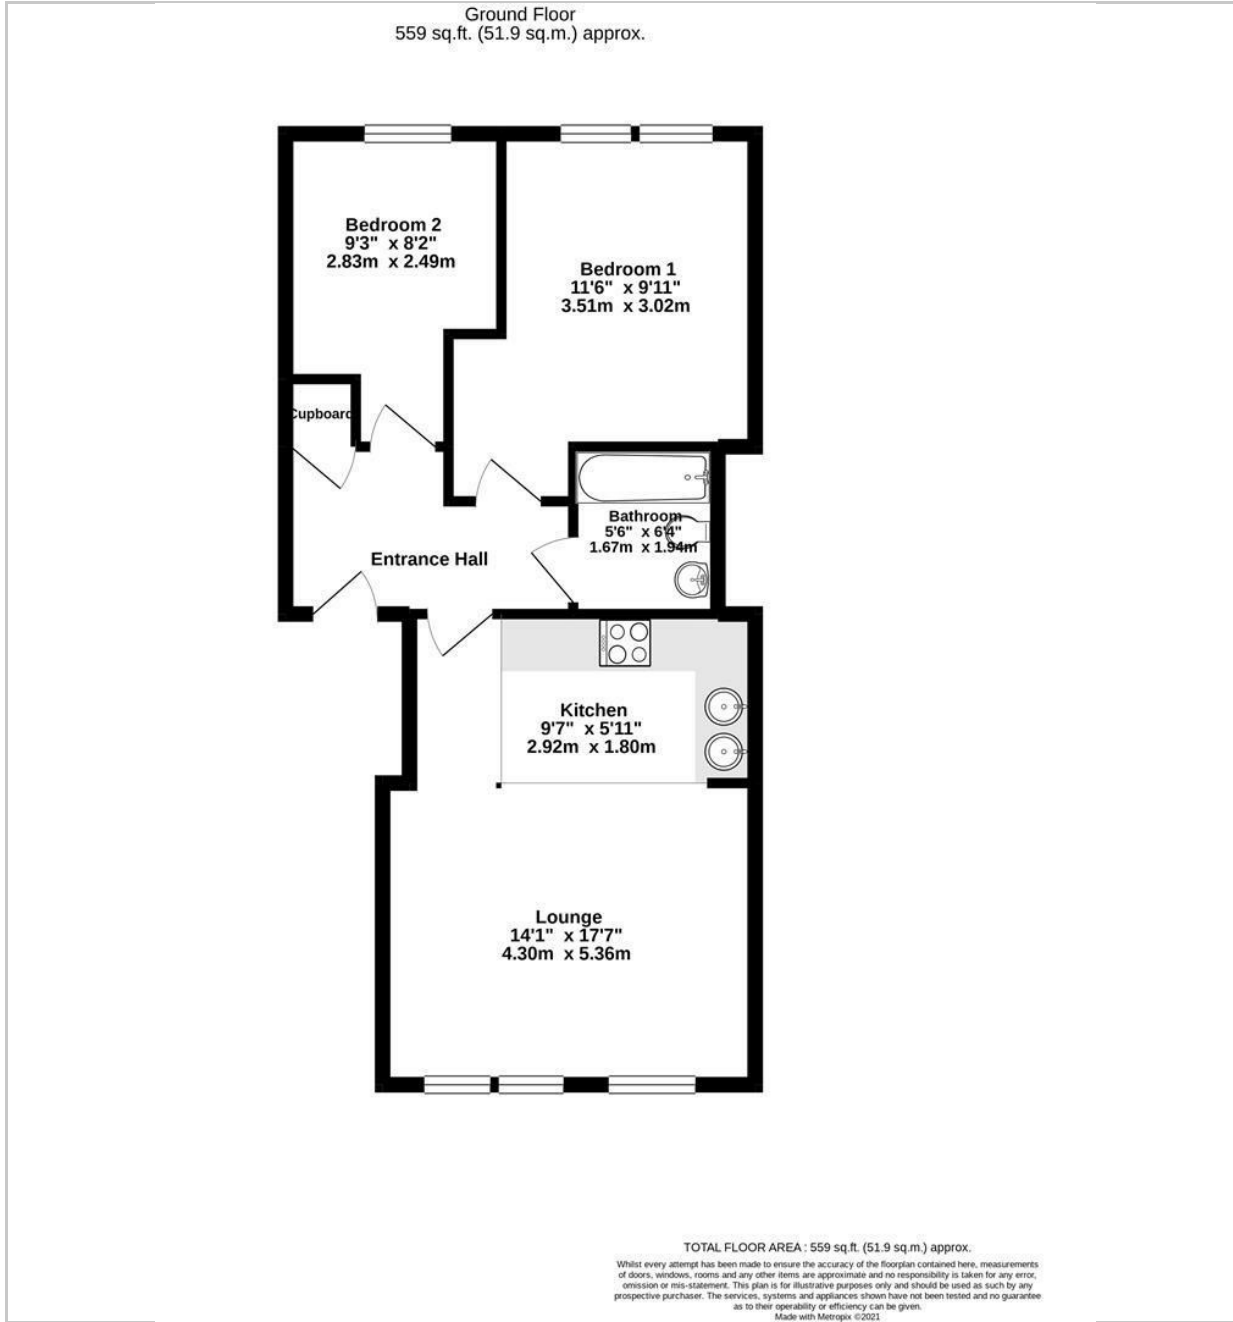 Ground Floor
559 sq.ft. (51.9 sq.m.) approx.
Bedroom 2
9'3" x 8'2"
2.83m x 2.49m
Bedroom 1
11'6" x 9'11"
3.51m x 3.02m
Cupboard
Bathroom
5'6" x 6'4"
1.67m x 1.94m
Entrance Hall
Kitchen
9'7" x 5'11"
2.92m x 1.80m
Lounge
14'1" x 17'7"
4.30m x 5.36m
TOTAL FLOOR AREA : 559 sq.ft. (51.9 sq.m.) approx.
Whilst every attempt has been made to ensure the accuracy of the floorplan contained here, measurements
of doors, windows, rooms and any other items are approximate and no responsibility is taken for any error,
omission or mis-statement. This plan is for illustrative purposes only and should be used as such by any
prospective purchaser. The services, systems and appliances shown have not been tested and no guarantee
as to their operability or efficiency can be given.
Made with Metropix ©2021